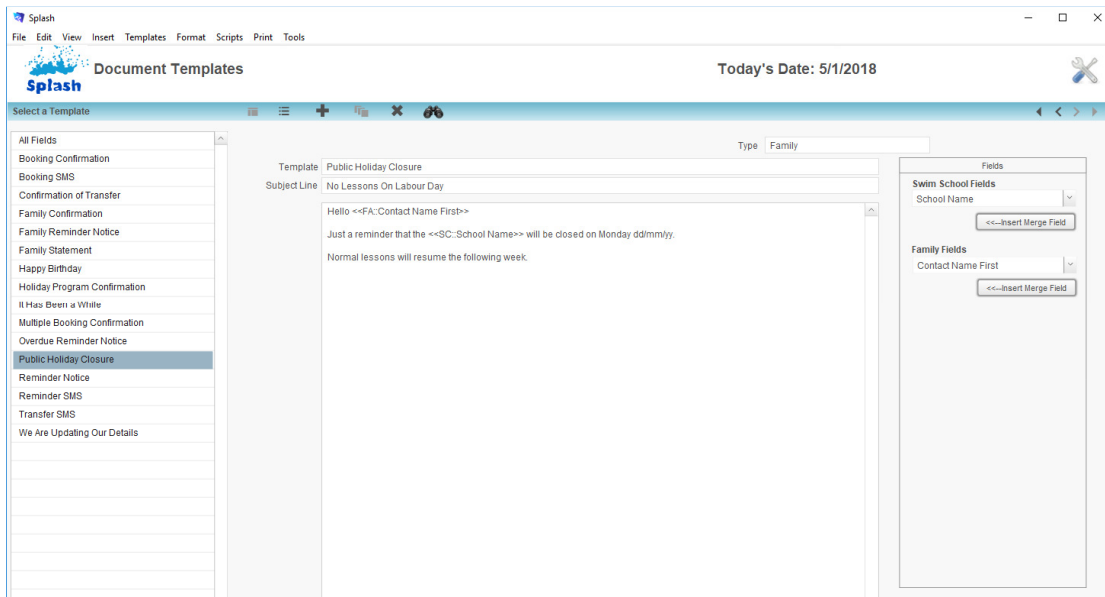 Splash
File Edit View Insert Templates Format Scripts Print Tools
Splash
Document Templates
Today's Date: 5/1/2018
Select a Template
All Fields
Booking Confirmation
Booking SMS
Confirmation of Transfer
Family Confirmation
Family Reminder Notice
Family Statement
Happy Birthday
Holiday Program Confirmation
It Has Been a While
Multiple Booking Confirmation
Overdue Reminder Notice
Public Holiday Closure
Reminder Notice
Reminder SMS
Transfer SMS
We Are Updating Our Details
Type Family
Template Public Holiday Closure
Subject Line No Lessons On Labour Day
Hello <<FA::Contact Name First>>
Just a reminder that the <<SC::School Name>> will be closed on Monday dd/mm/yy.
Normal lessons will resume the following week.
Fields
Swim School Fields
School Name
<<--Insert Merge Field
Family Fields
Contact Name First
<<--Insert Merge Field